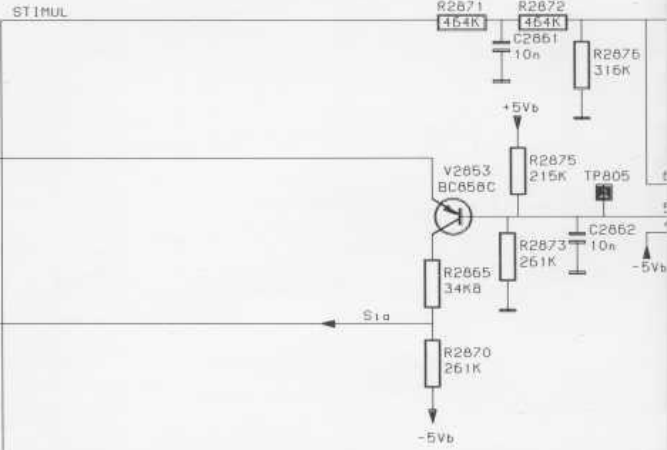 STIMUL
R2871
464K
R2872
464K
C2861
10n
R2876
316K
+5Vb
V2853
BC858C
R2875
215K
TP805
R2873
261K
C2862
10n
-5Vb
R2865
34K8
Sig
R2870
261K
-5Vb